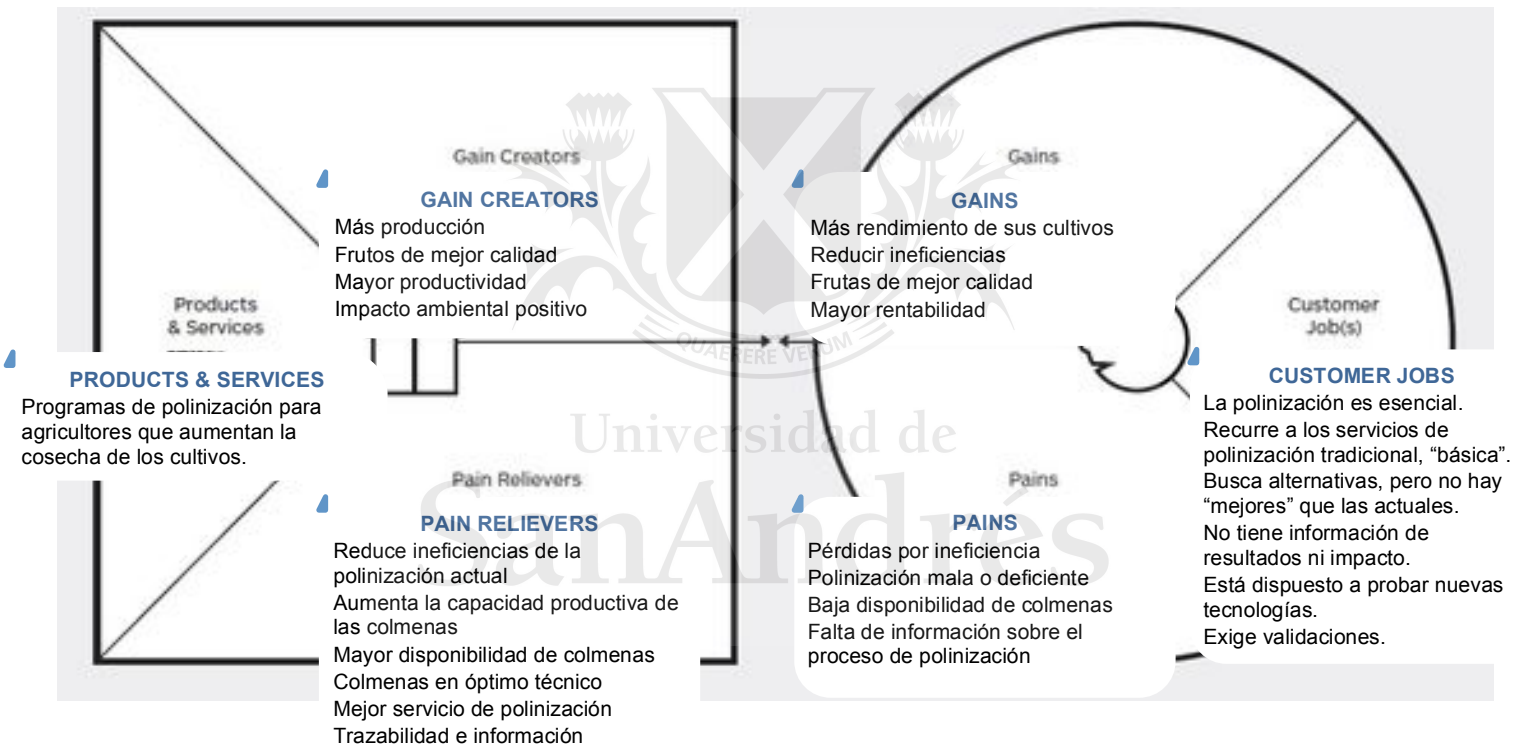 Gain Creators
GAIN CREATORS
Más producción
Frutos de mejor calidad
Mayor productividad
Impacto ambiental positivo
Gains
GAINS
Más rendimiento de sus cultivos
Reducir ineficiencias
Frutas de mejor calidad
Mayor rentabilidad
Products
& Services
PRODUCTS & SERVICES
Programas de polinización para
agricultores que aumentan la
cosecha de los cultivos.
Customer
Job(s)
CUSTOMER JOBS
La polinización es esencial.
Recurre a los servicios de
polinización tradicional, “básica”.
Busca alternativas, pero no hay
“mejores” que las actuales.
No tiene información de
resultados ni impacto.
Está dispuesto a probar nuevas
tecnologías.
Exige validaciones.
Pain Relievers
PAIN RELIEVERS
Reduce ineficiencias de la
polinización actual
Aumenta la capacidad productiva de
las colmenas
Mayor disponibilidad de colmenas
Colmenas en óptimo técnico
Mejor servicio de polinización
Trazabilidad e información
Pains
PAINS
Pérdidas por ineficiencia
Polinización mala o deficiente
Baja disponibilidad de colmenas
Falta de información sobre el
proceso de polinización
QUAERERE VERUM
Universidad de
SanAndrés